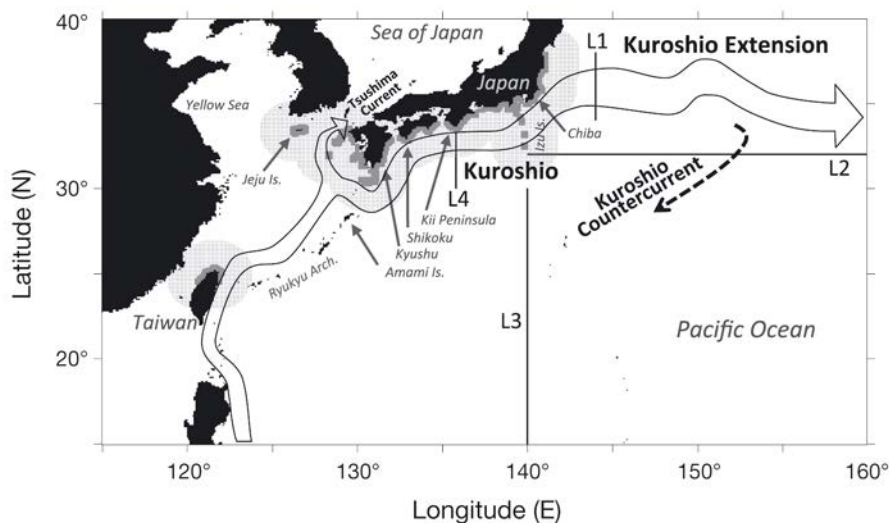 40°
30°
20°
Latitude (N)
120°
130°
140°
150°
160°
Longitude (E)
Sea of Japan
L1
Kuroshio Extension
Japan
Tsushima
Current
Yellow Sea
Chiba
Izu Is.
L2
Jeju Is.
Kuroshio
L4
Kuroshio
Countercurrent
Kii Peninsula
Shikoku
Kyushu
Amami Is.
Ryukyu Arch.
Taiwan
L3
Pacific Ocean